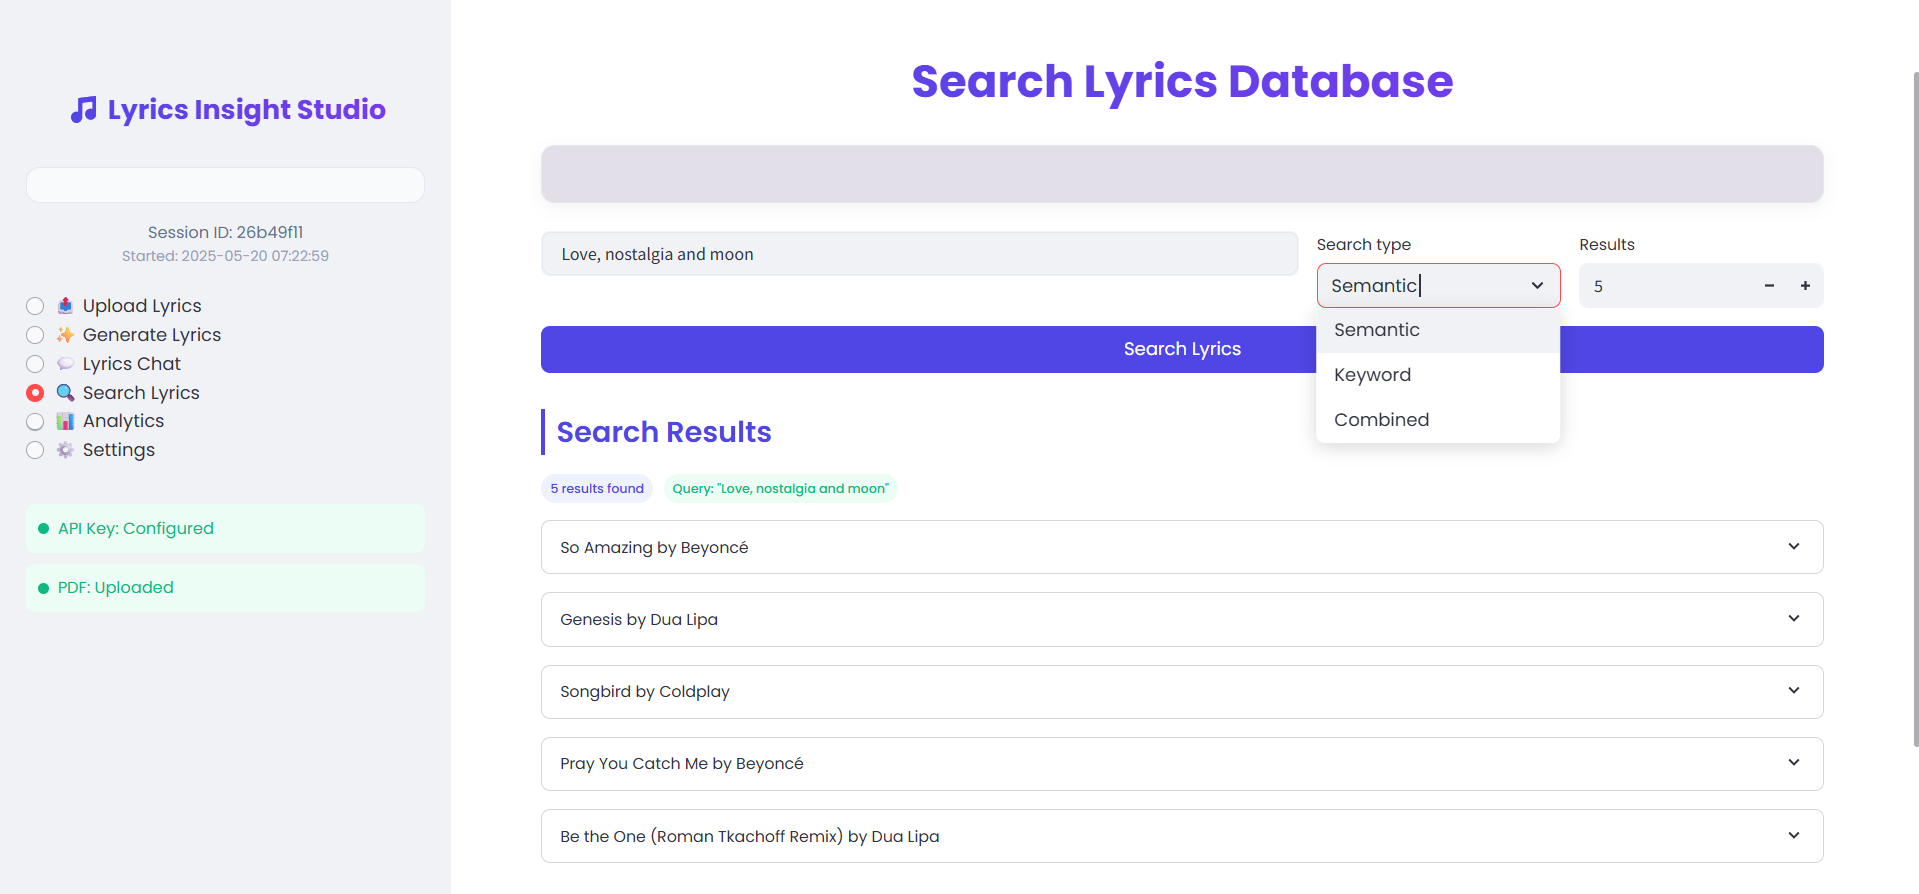 Lyrics Insight Studio
Session ID: 26b49f11
Started: 2025-05-20 07:22:59
Upload Lyrics
Generate Lyrics
Lyrics Chat
Search Lyrics
Analytics
Settings
API Key: Configured
PDF: Uploaded
Search Lyrics Database
Love, nostalgia and moon
Search type
Semantic
Results
5
Semantic
Keyword
Combined
Search Lyrics
Search Results
5 results found
Query: "Love, nostalgia and moon"
So Amazing by Beyoncé
Genesis by Dua Lipa
Songbird by Coldplay
Pray You Catch Me by Beyoncé
Be the One (Roman Tkachoff Remix) by Dua Lipa